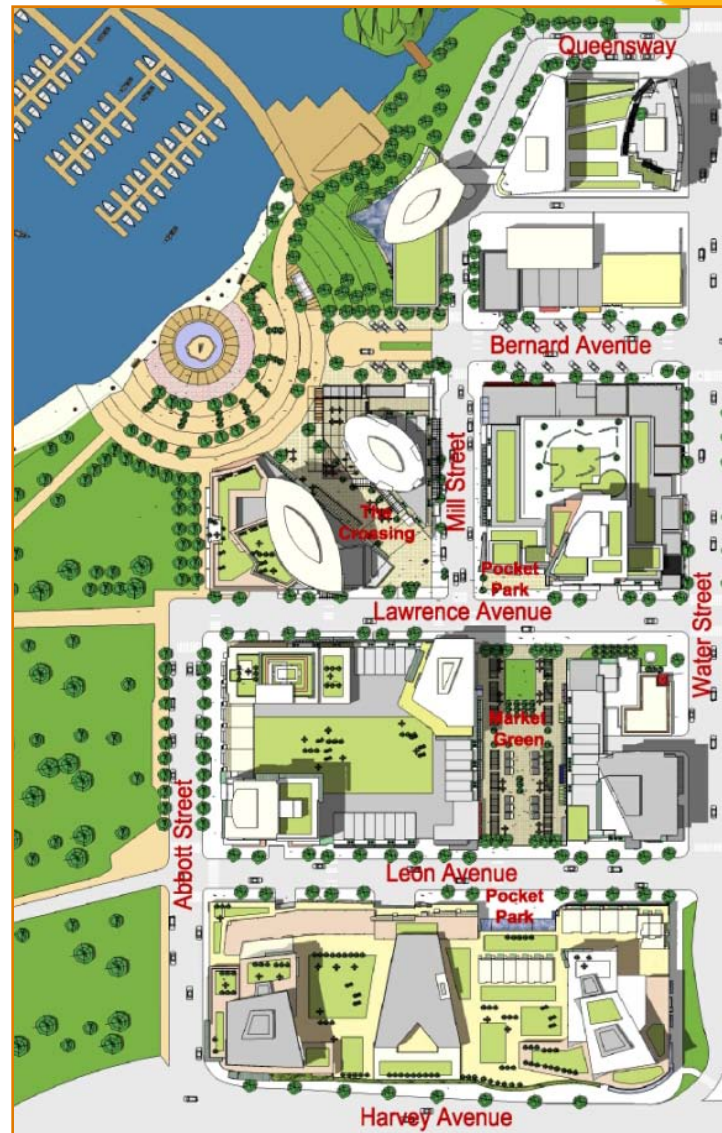 Queensway
Bernard Avenue
Mill Street
The
Crossing
Pocket
Park
Lawrence Avenue
Water Street
Market
Green
Abbott Street
Leon Avenue
Pocket
Park
Harvey Avenue